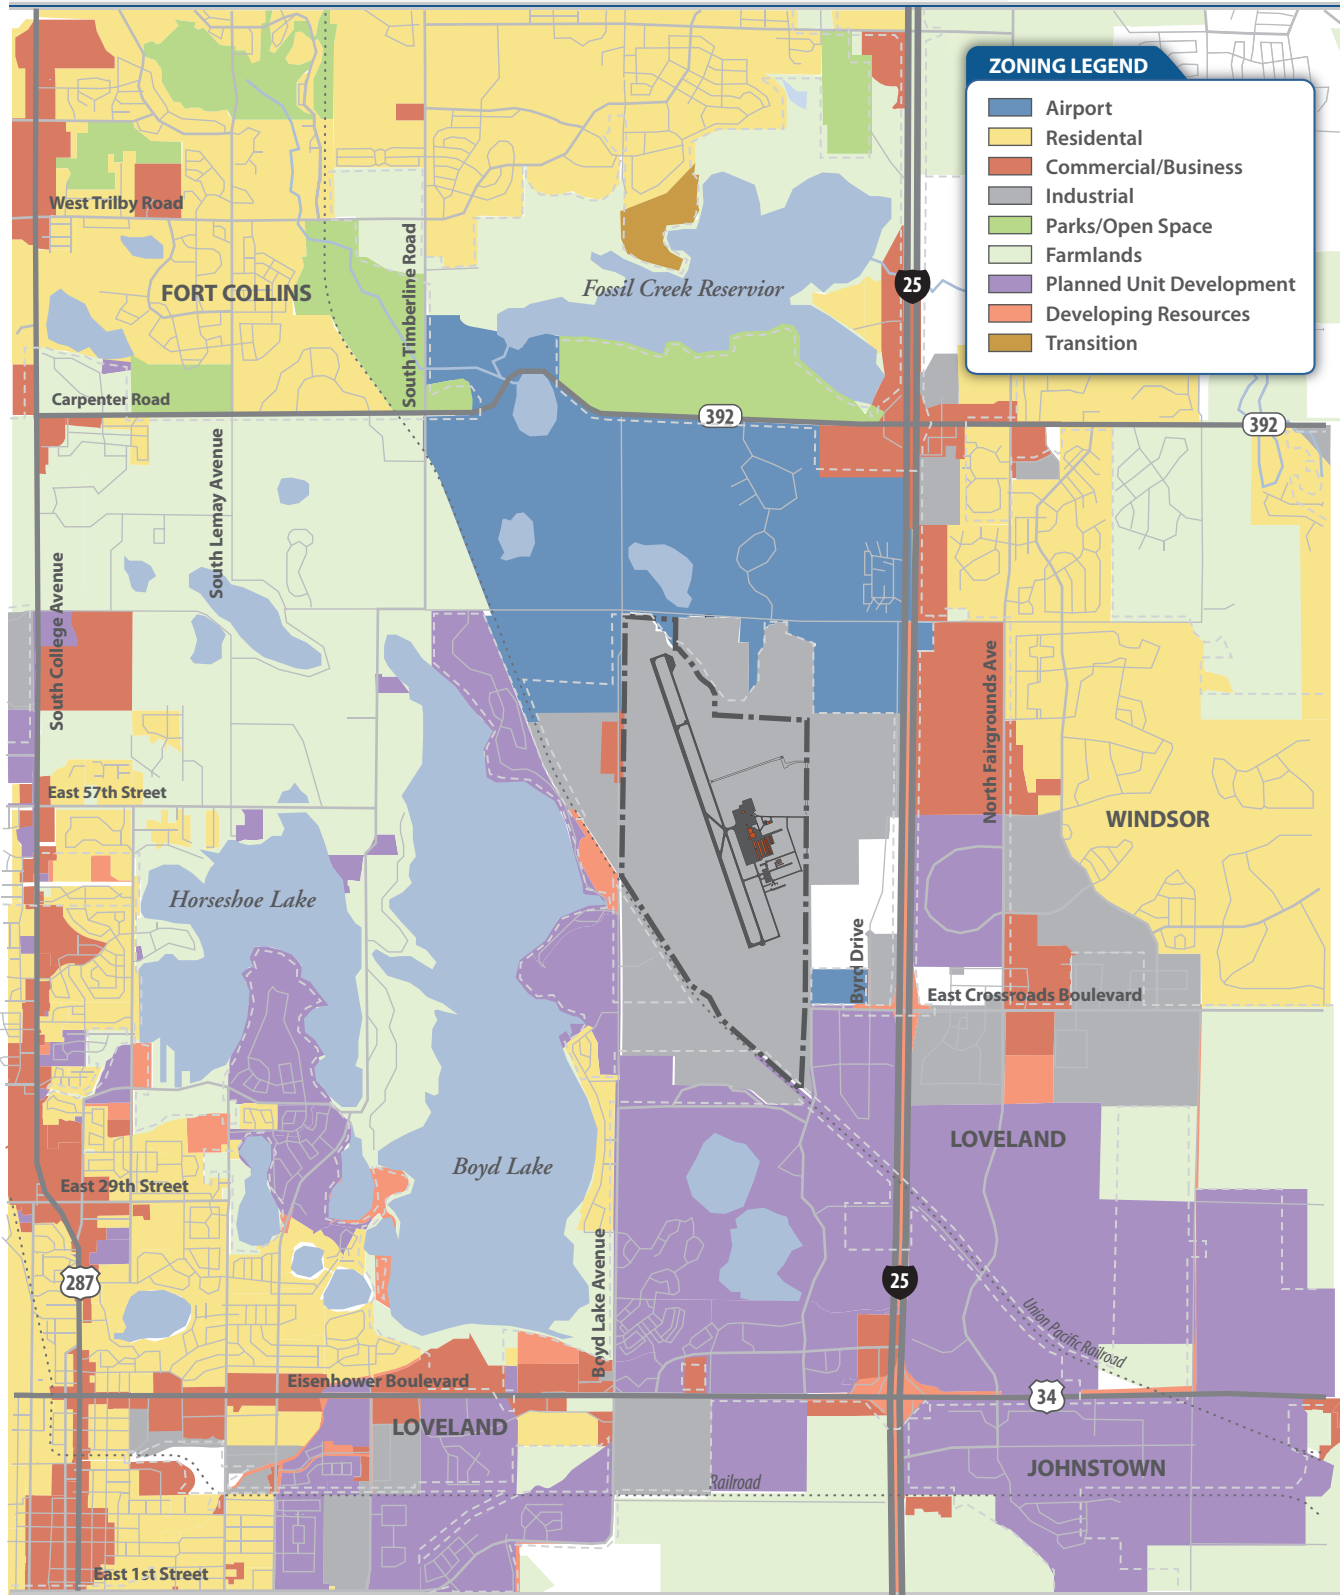 ZONING LEGEND
Airport
Residental
Commercial/Business
Industrial
Parks/Open Space
Farmlands
Planned Unit Development
Developing Resources
Transition
West Trilby Road
FORT COLLINS
South Timberline Road
Fossil Creek Reservior
25
Carpenter Road
392
392
South Lemay Avenue
South College Avenue
North Fairgrounds Ave
East 57th Street
WINDSOR
Horseshoe Lake
Byrd Drive
East Crossroads Boulevard
LOVELAND
Boyd Lake
East 29th Street
287
Boyd Lake Avenue
25
Union Pacific Railroad
Eisenhower Boulevard
34
LOVELAND
JOHNSTOWN
Railroad
East 1st Street